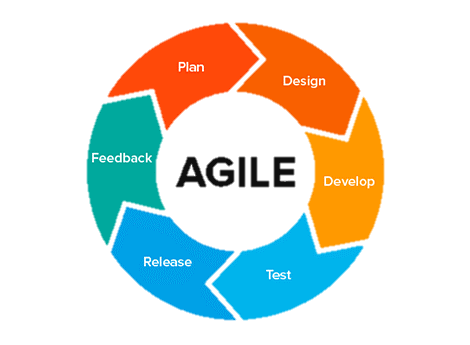 Plan
Design
Develop
Test
Release
Feedback
AGILE